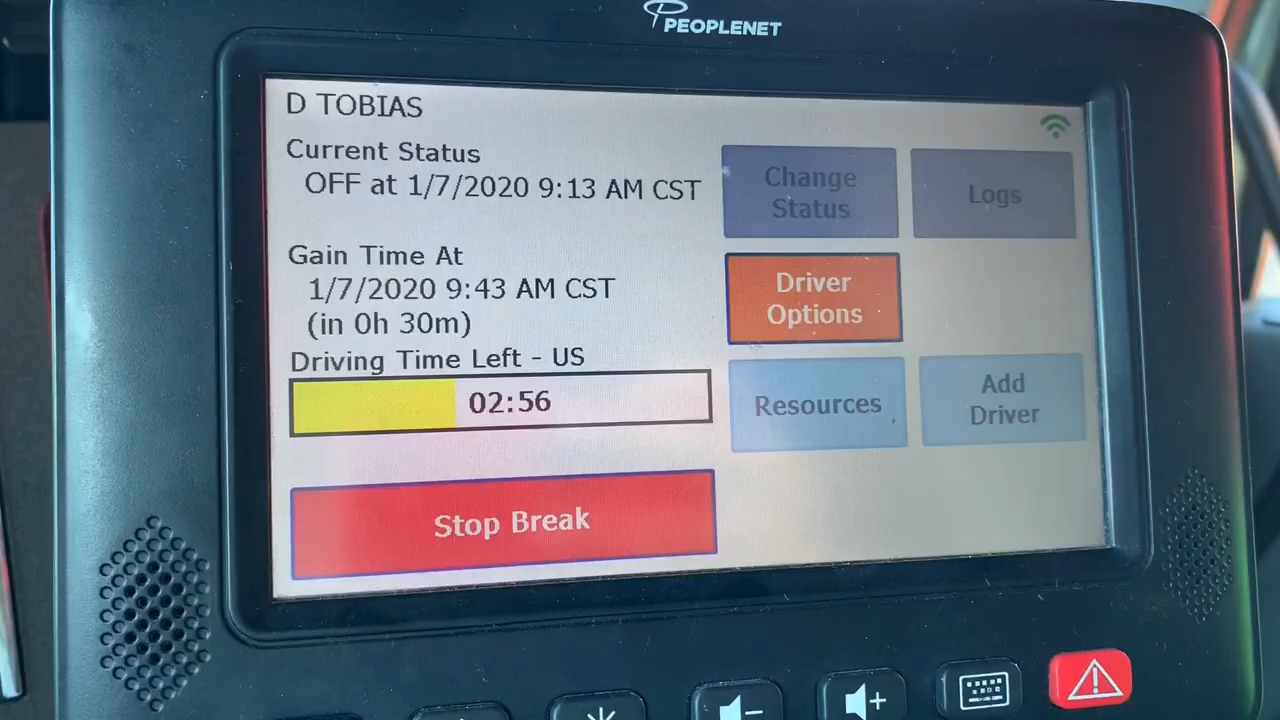 PEOPLENET
D TOBIAS
Current Status
OFF at 1/7/2020 9:13 AM CST
Change
Status
Logs
Gain Time At
1/7/2020 9:43 AM CST
(in 0h 30m)
Driver
Options
Driving Time Left - US
02:56
Resources
Add
Driver
Stop Break